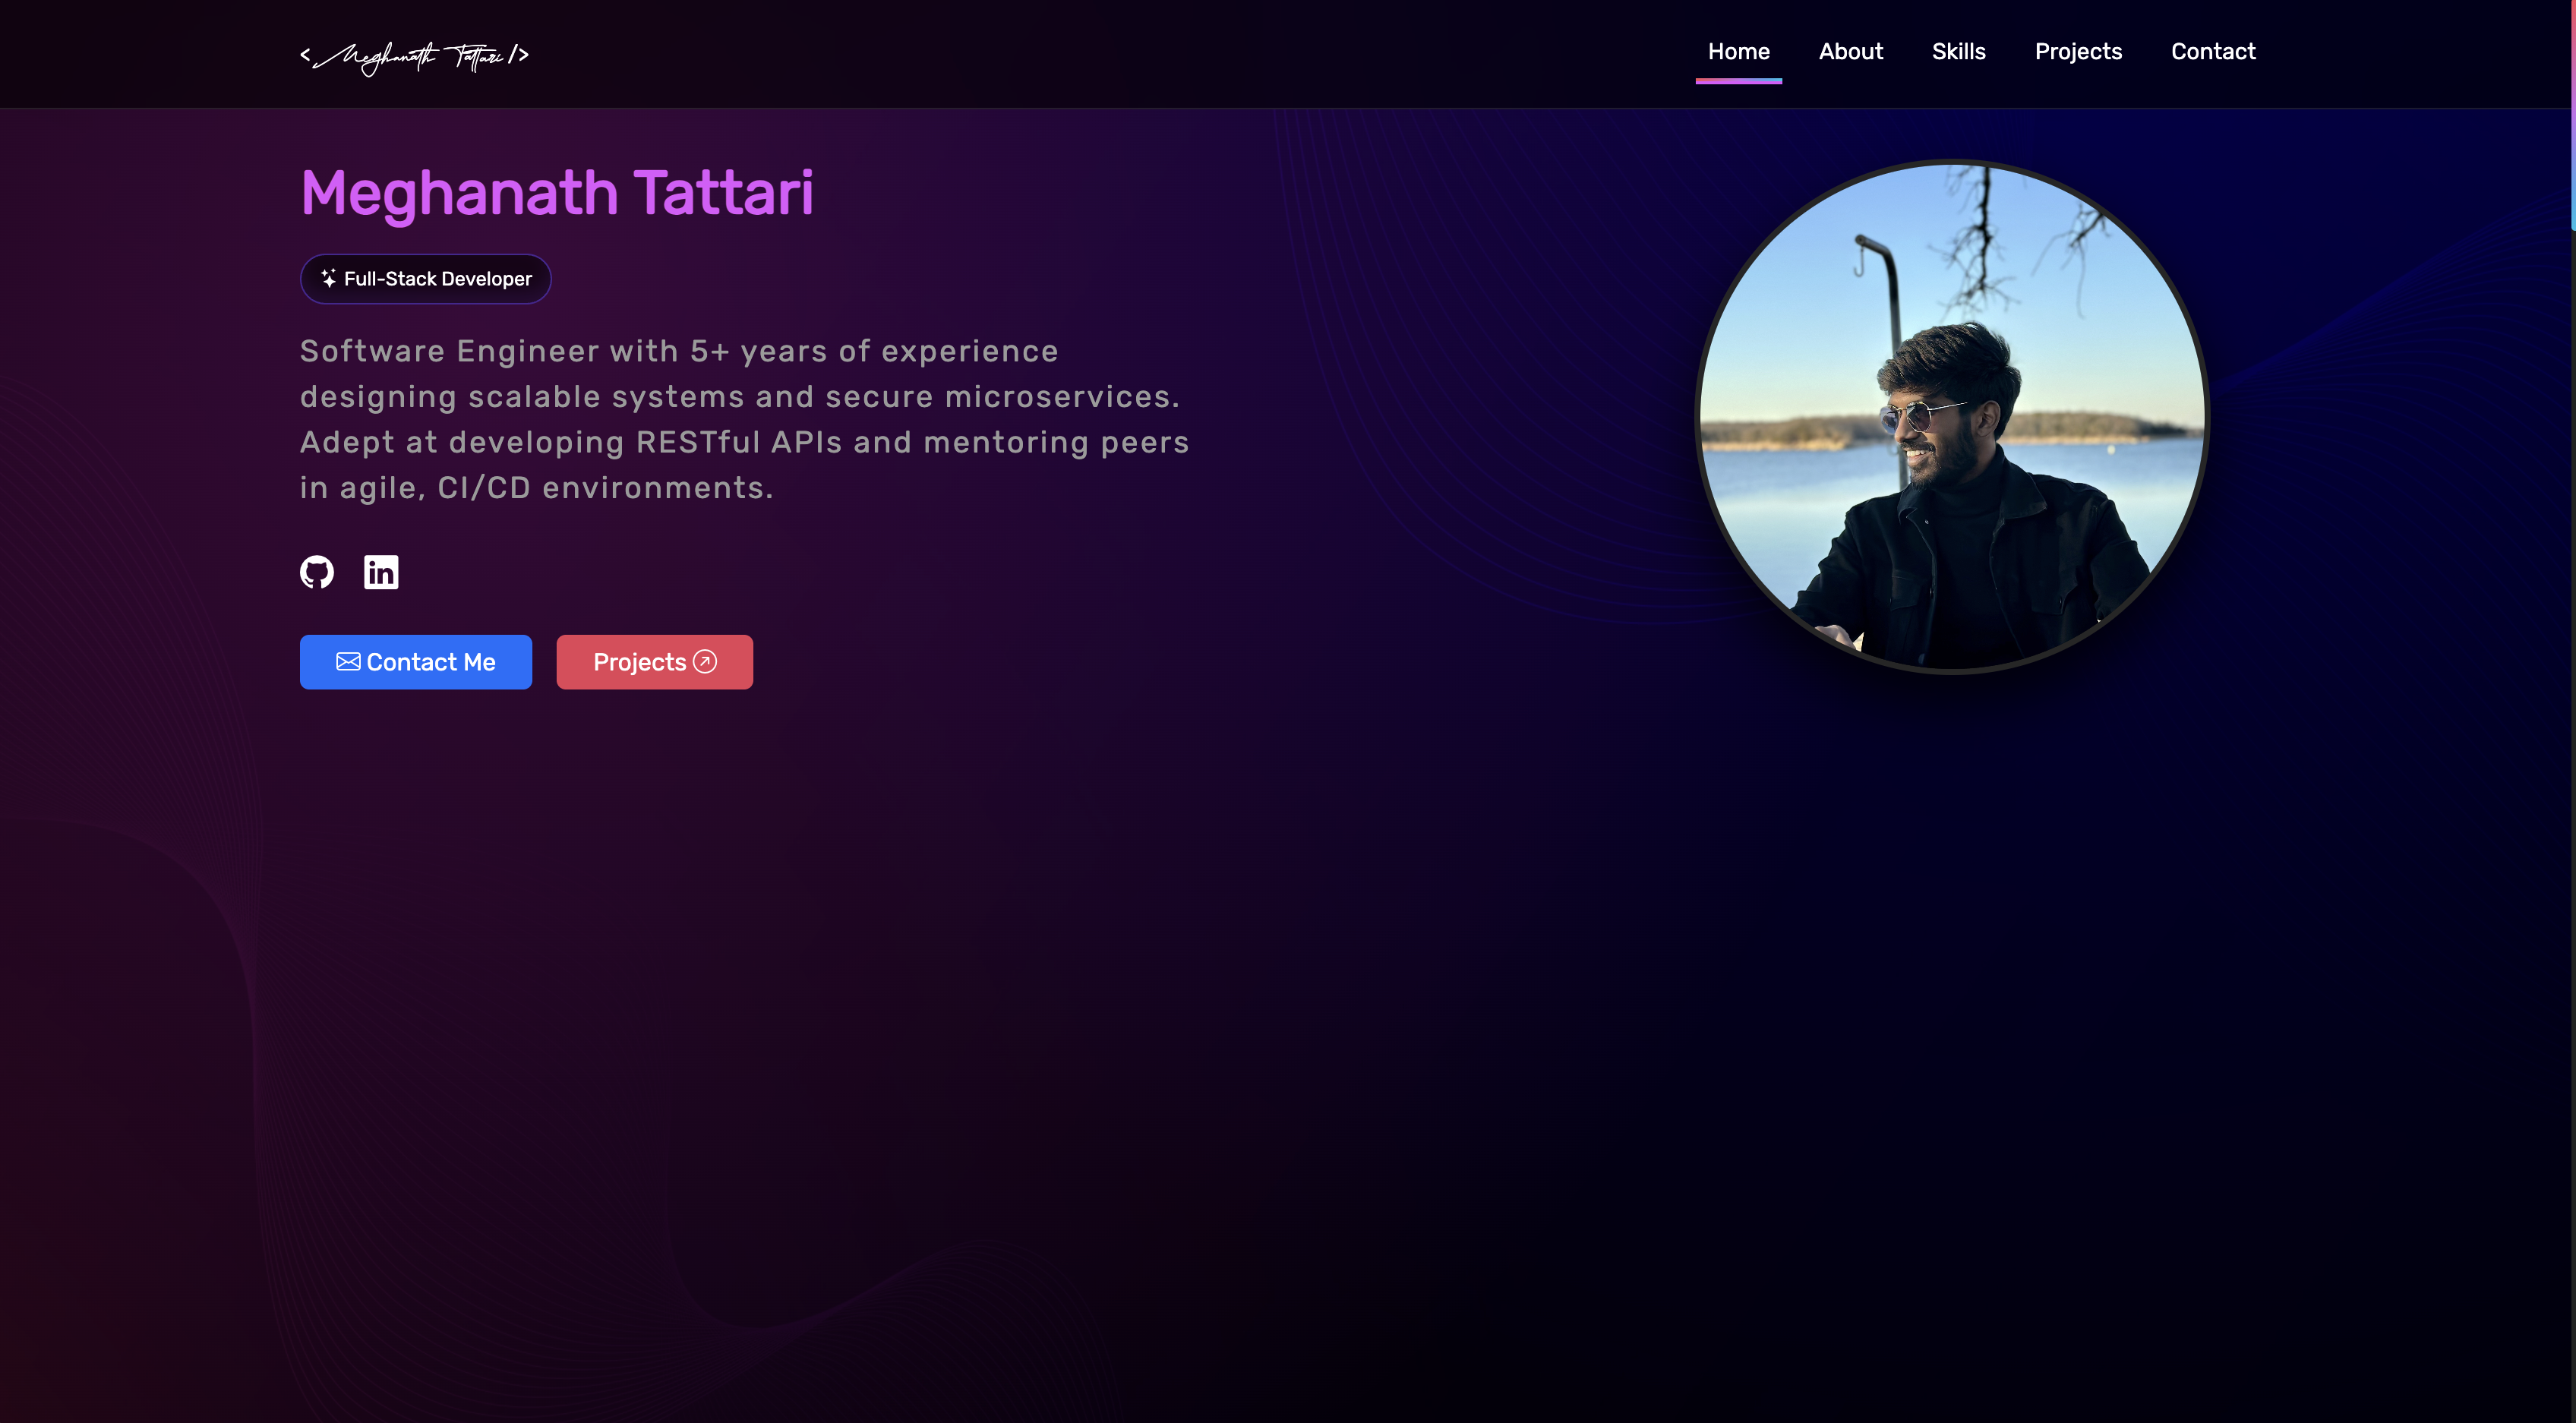 < Meghanath Tattari />
Home About Skills Projects Contact
Meghanath Tattari
Full-Stack Developer
Software Engineer with 5+ years of experience
designing scalable systems and secure microservices.
Adept at developing RESTful APIs and mentoring peers
in agile, CI/CD environments.
in
Contact Me Projects